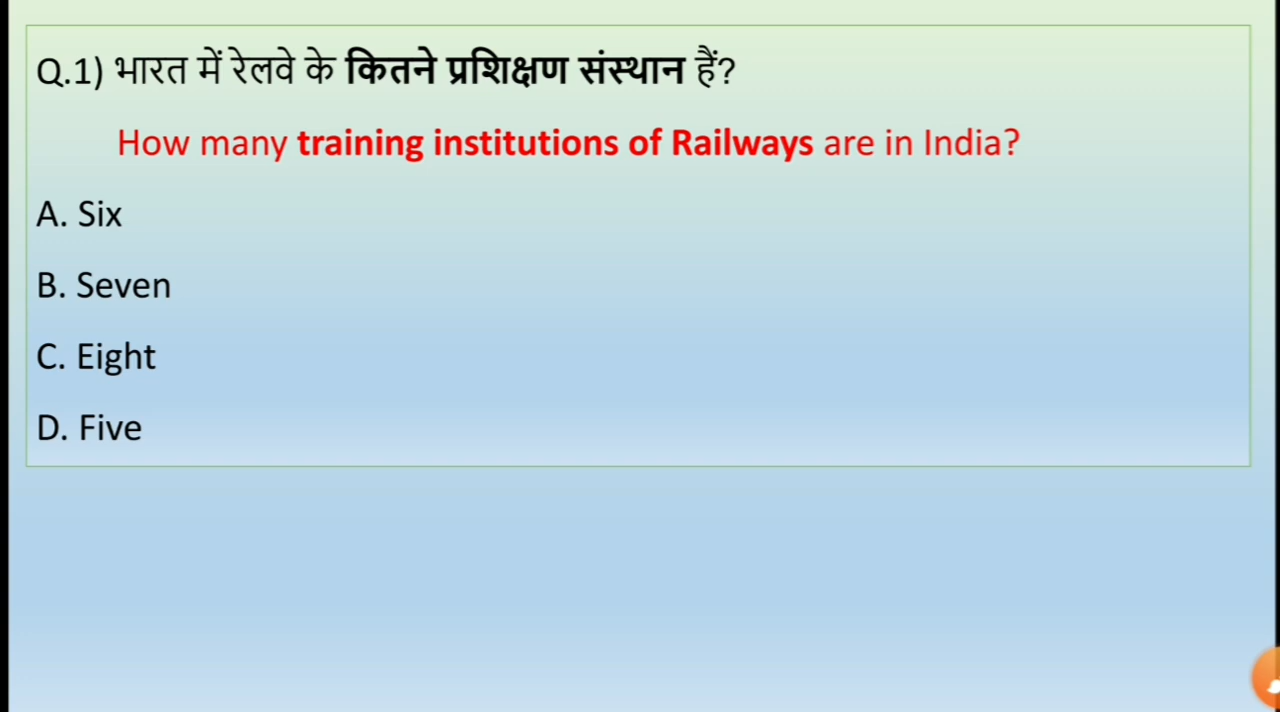 Q.1) भारत में रेलवे के कितने प्रशिक्षण संस्थान हैं?
How many training institutions of Railways are in India?
A. Six
B. Seven
C. Eight
D. Five